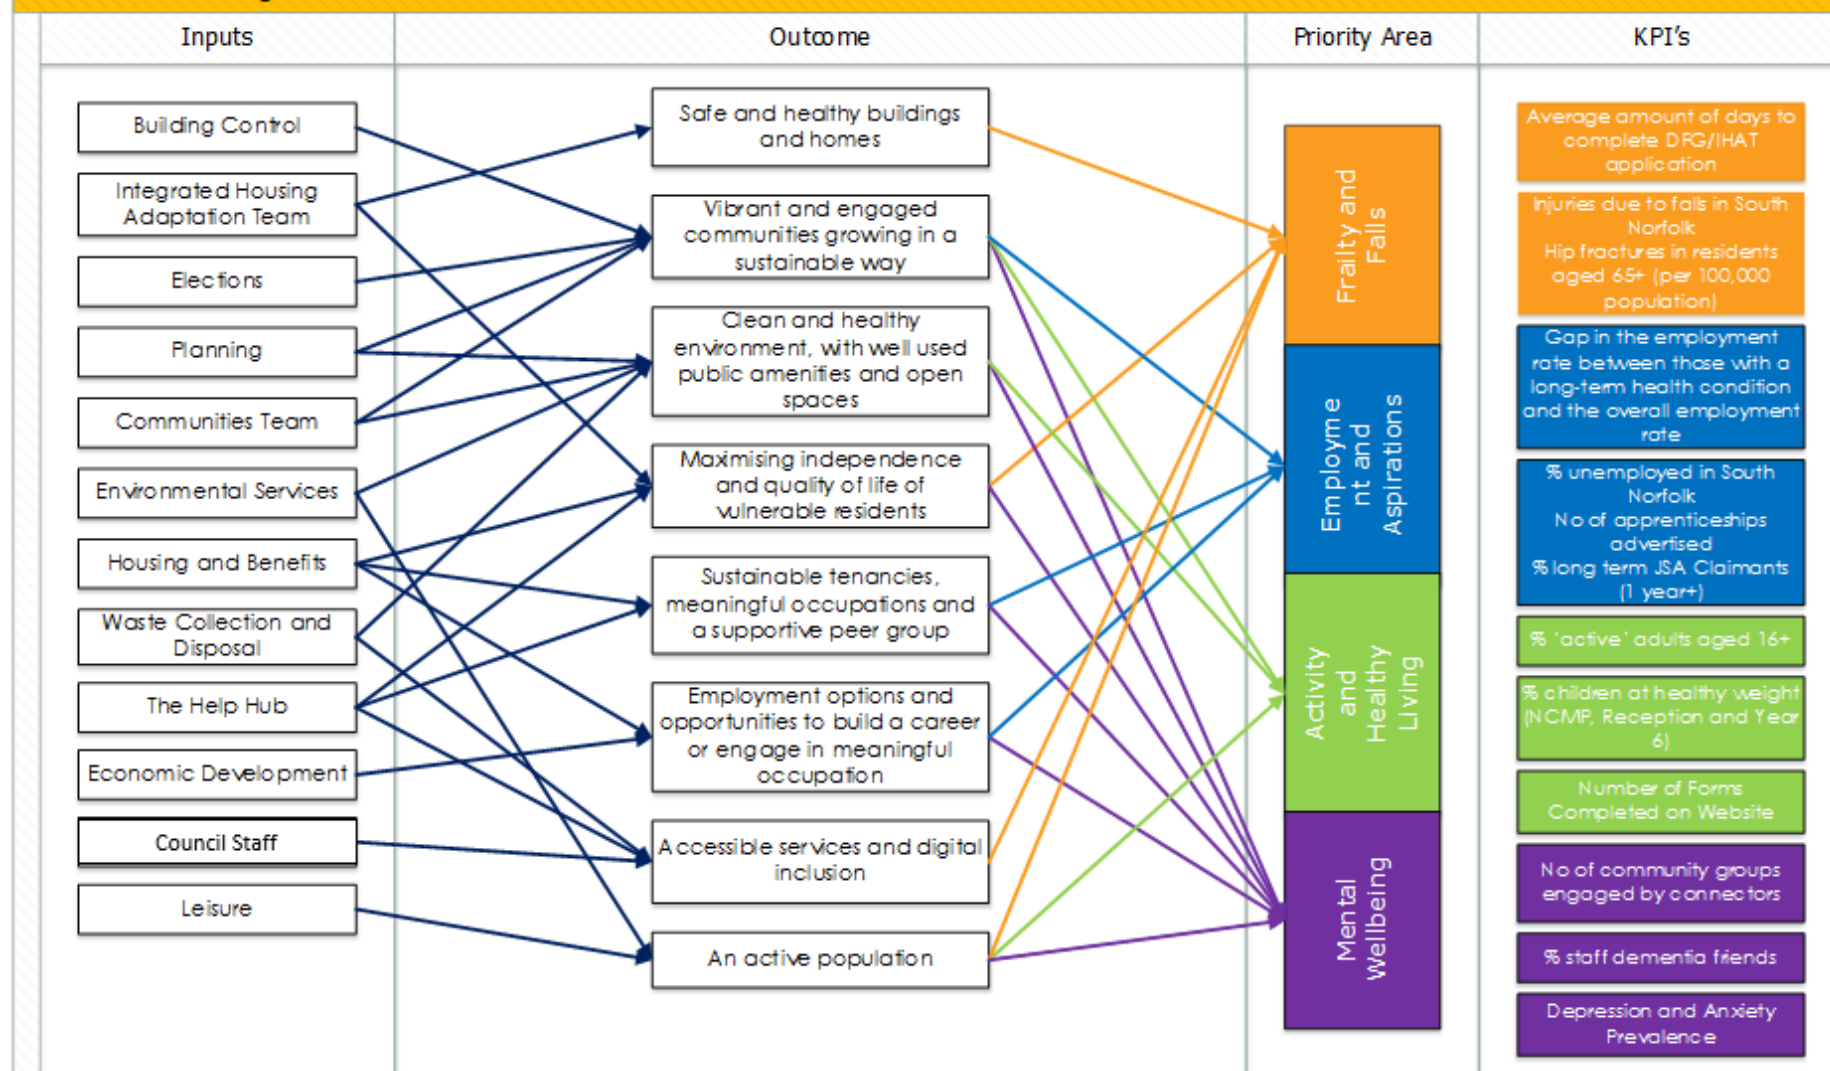 Inputs
Outcome
Priority Area
KPI's
Building Control
Integrated Housing
Adaptation Team
Elections
Planning
Communities Team
Environmental Services
Housing and Benefits
Waste Collection and
Disposal
The Help Hub
Economic Development
Council Staff
Leisure
Safe and healthy buildings
and homes
Vibrant and engaged
communities growing in a
sustainable way
Clean and healthy
environment, with well used
public amenities and open
spaces
Maximising independence
and quality of life of
vulnerable residents
Sustainable tenancies,
meaningful occupations and
a supportive peer group
Employment options and
opportunities to build a career
or engage in meaningful
occupation
Accessible services and digital
inclusion
An active population
Frailty and
Falls
Employme
nt and
Aspirations
Activity
and
Healthy
Living
Mental
Wellbeing
Average amount of days to
complete DFG/IHAT
application
Injuries due to falls in South
Norfolk
Hip fractures in residents
aged 65+ (per 100,000
population)
Gap in the employment
rate between those with a
long-term health condition
and the overall employment
rate
% unemployed in South
Norfolk
No of apprenticeships
advertised
% long term JSA Claimants
(1 year+)
% 'active' adults aged 16+
% children at healthy weight
(NCMP, Reception and Year
6)
Number of Forms
Completed on Website
No of community groups
engaged by connectors
% staff dementia friends
Depression and Anxiety
Prevalence